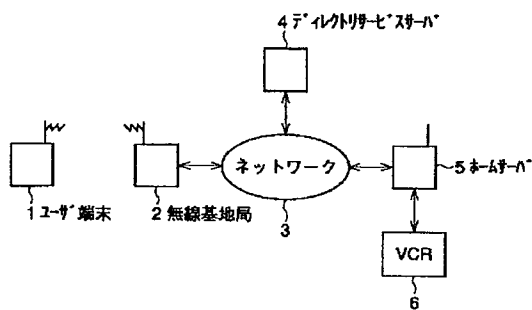 4 ディレクトリサービスサーバ
ネットワーク
3
1 ユーザ端末
2 無線基地局
5 ホームサーバ
VCR
6